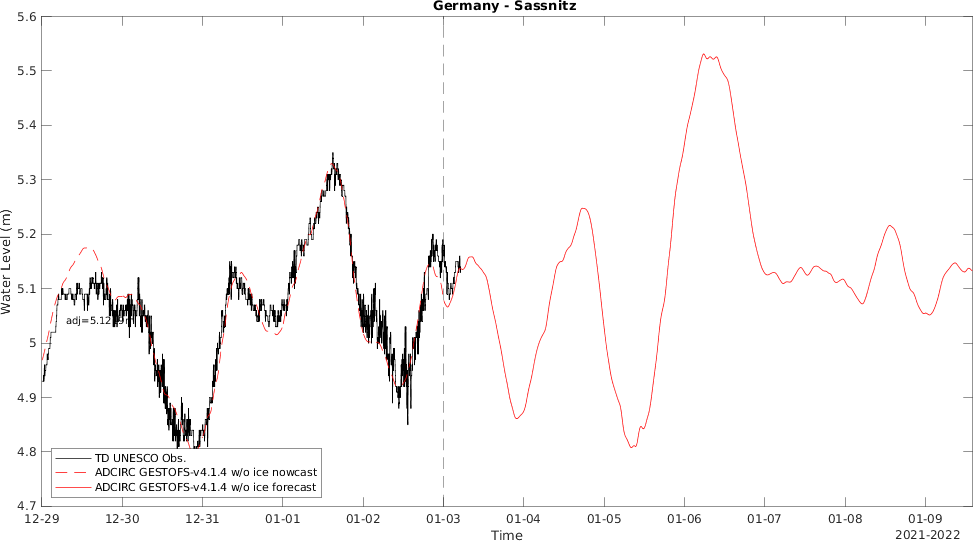 Germany - Sassnitz
5.6
5.5
5.4
5.3
5.2
5.1
5
4.9
4.8
4.7
Water Level (m)
TD UNESCO Obs.
ADCIRC GESTOFS-v4.1.4 w/o ice nowcast
ADCIRC GESTOFS-v4.1.4 w/o ice forecast
12-29 12-30 12-31 01-01 01-02 01-03 01-04 01-05 01-06 01-07 01-08 01-09
Time
2021-2022